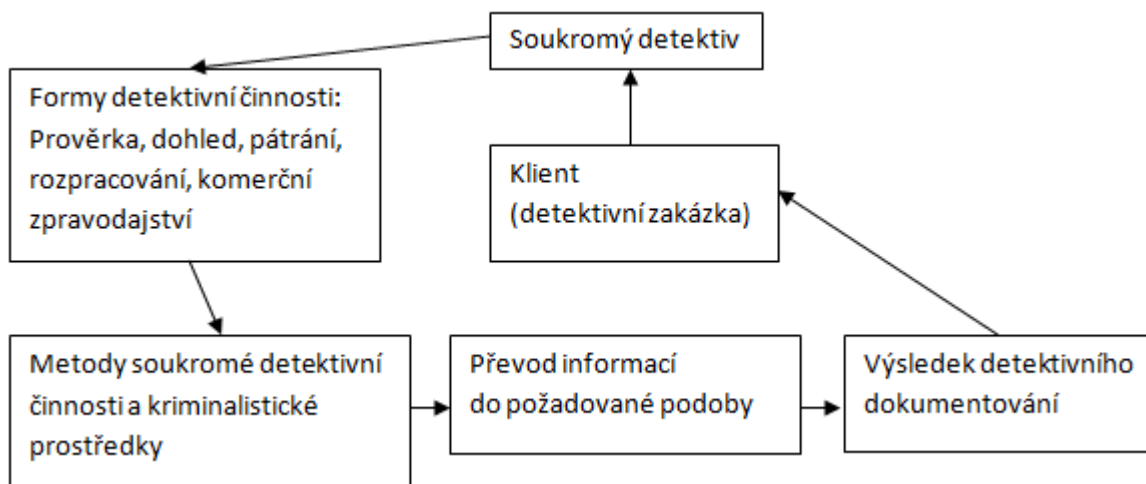 Soukromý detektiv
Formy detektivní činnosti:
Prověrka, dohled, pátrání,
rozpracování, komerční
zpravodajství
Klient
(detektivní zakázka)
Metody soukromé detektivní
činnosti a kriminalistické
prostředky
Převod informací
do požadované podoby
Výsledek detektivního
dokumentování